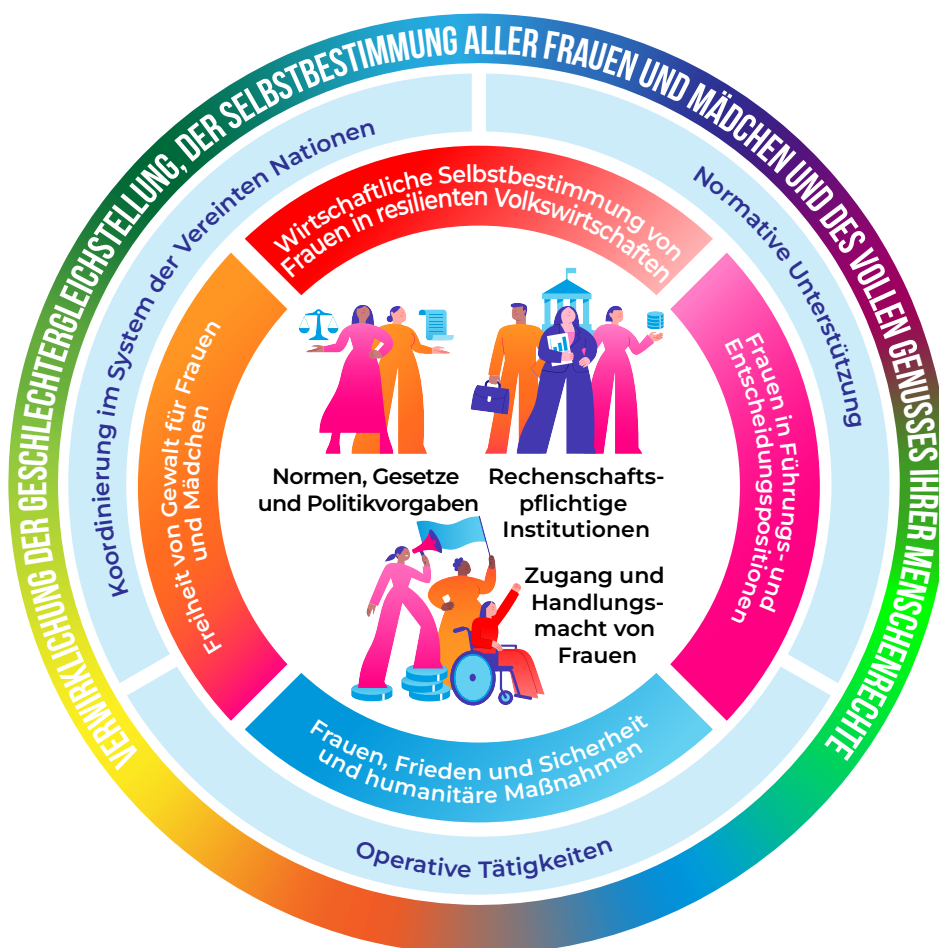 VERWIRKLICHUNG DER GESCHLECHTERGLEICHSTELLUNG, DER SELBSTBESTIMMUNG ALLER FRAUEN UND MÄDCHEN UND DES VOLLEN GENUSSES IHRER MENSCHENRECHTE
Koordinierung im System der Vereinten Nationen
Normative Unterstützung
Operative Tätigkeiten
Wirtschaftliche Selbstbestimmung von
Frauen in resilienten Volkswirtschaften
Frauen in Führungs- und
Entscheidungspositionen
Frauen, Frieden und Sicherheit
und humanitäre Maßnahmen
Freiheit von Gewalt für Frauen
und Mädchen
Normen, Gesetze
und Politikvorgaben
Rechenschafts-
pflichtige
Institutionen
Zugang und
Handlungs-
macht von
Frauen